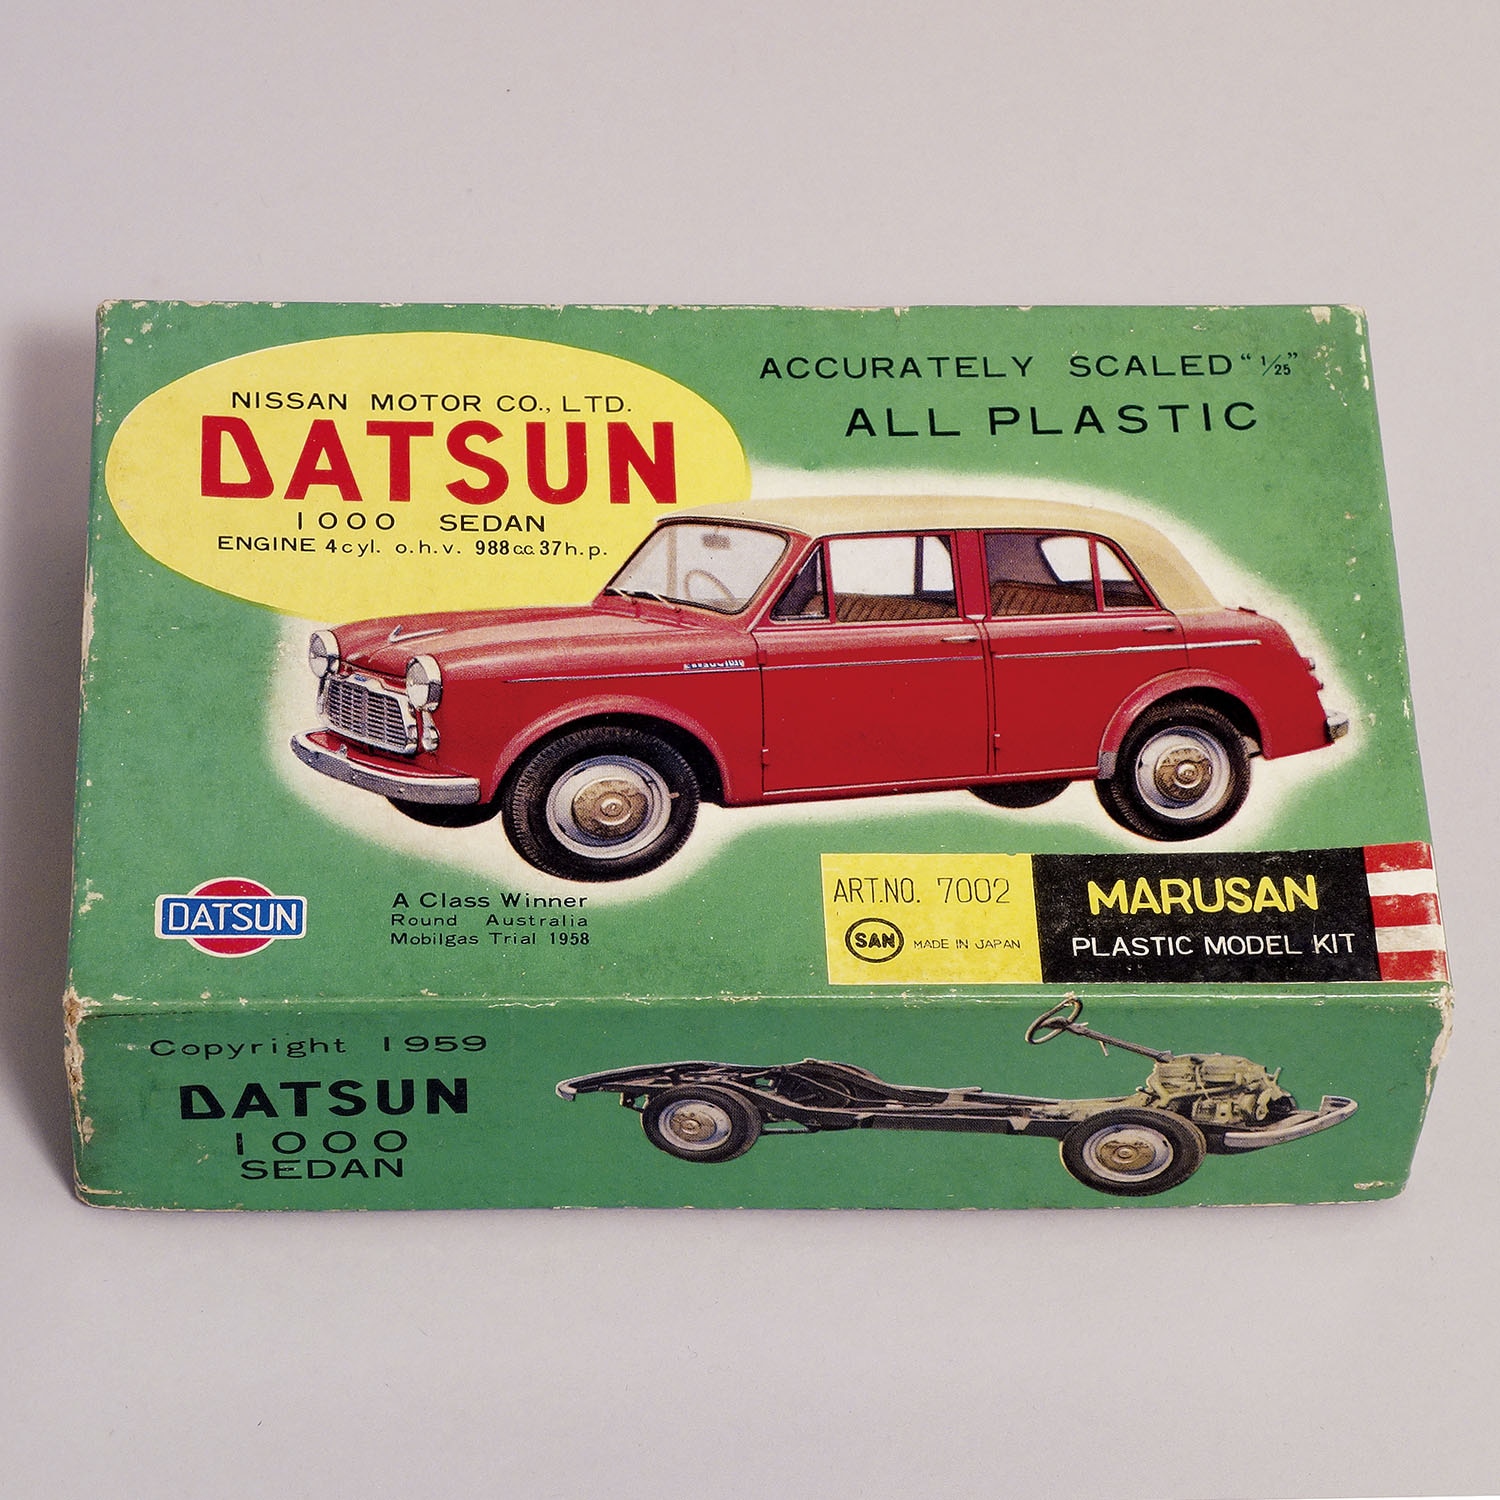 NISSAN MOTOR CO., LTD.
DATSUN
1000 SEDAN
ENGINE 4cyl. o.h.v. 988c.c. 37h.p.
ACCURATELY SCALED "1/25"
ALL PLASTIC
DATSUN
A Class Winner
Round Australia
Mobilgas Trial 1958
ART.NO. 7002
SAN MADE IN JAPAN
MARUSAN
PLASTIC MODEL KIT
Copyright 1959
DATSUN
1000
SEDAN